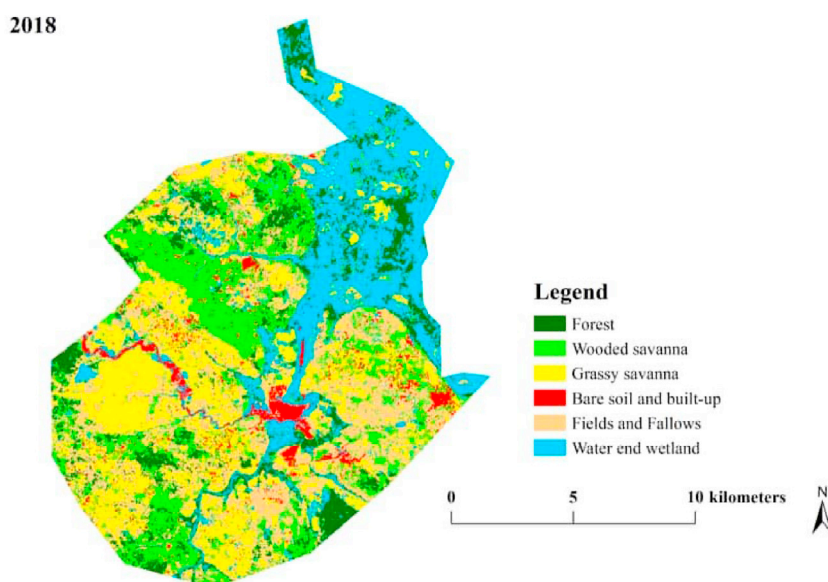 2018
Legend
Forest
Wooded savanna
Grassy savanna
Bare soil and built-up
Fields and Fallows
Water end wetland
0 5 10 kilometers
N